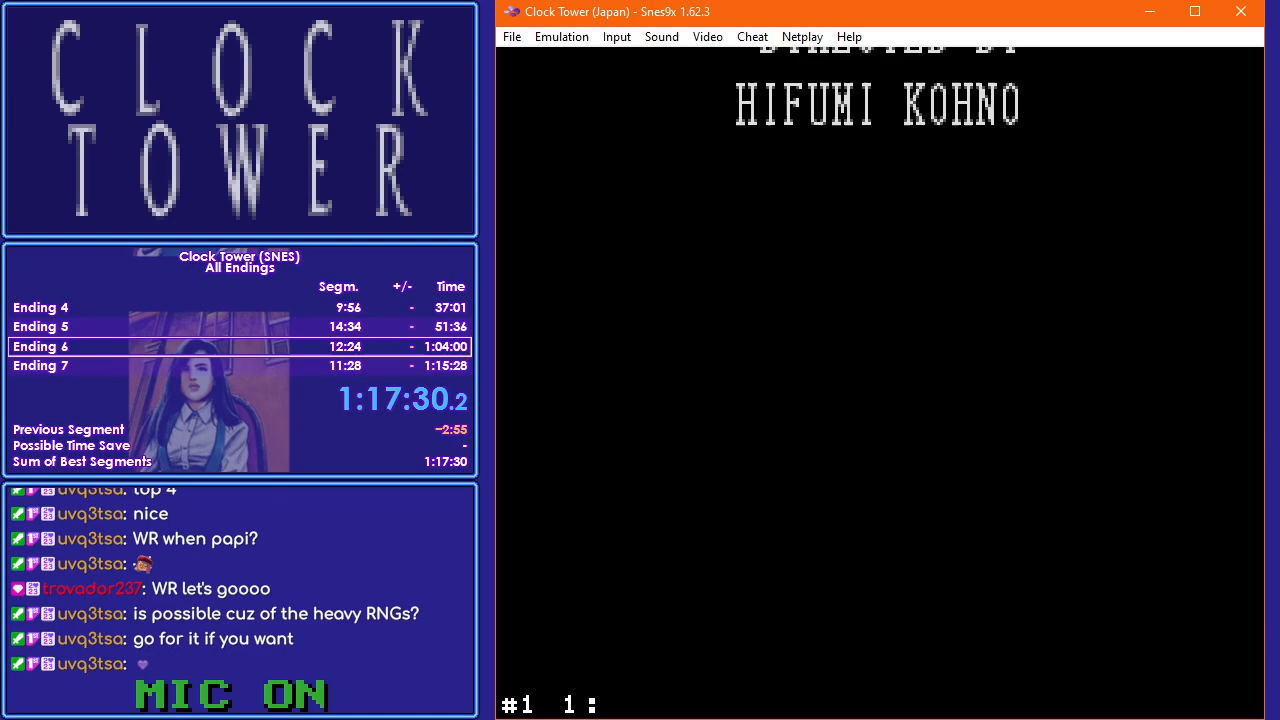 CLOCK
TOWER
Clock Tower (SNES)
All Endings
Segm. +/- Time
Ending 4 9:56 - 37:01
Ending 5 14:34 - 51:36
Ending 6 12:24 - 1:04:00
Ending 7 11:28 - 1:15:28
1:17:30.2
Previous Segment −2:55
Possible Time Save -
Sum of Best Segments 1:17:30
uvq3tsa: top 4
uvq3tsa: nice
uvq3tsa: WR when papi?
uvq3tsa:
trovador237: WR let's goooo
uvq3tsa: is possible cuz of the heavy RNGs?
uvq3tsa: go for it if you want
uvq3tsa:
MIC ON
Clock Tower (Japan) - Snes9x 1.62.3
File Emulation Input Sound Video Cheat Netplay Help
DIRECTED BY
HIFUMI KOHNO
#1 1 :